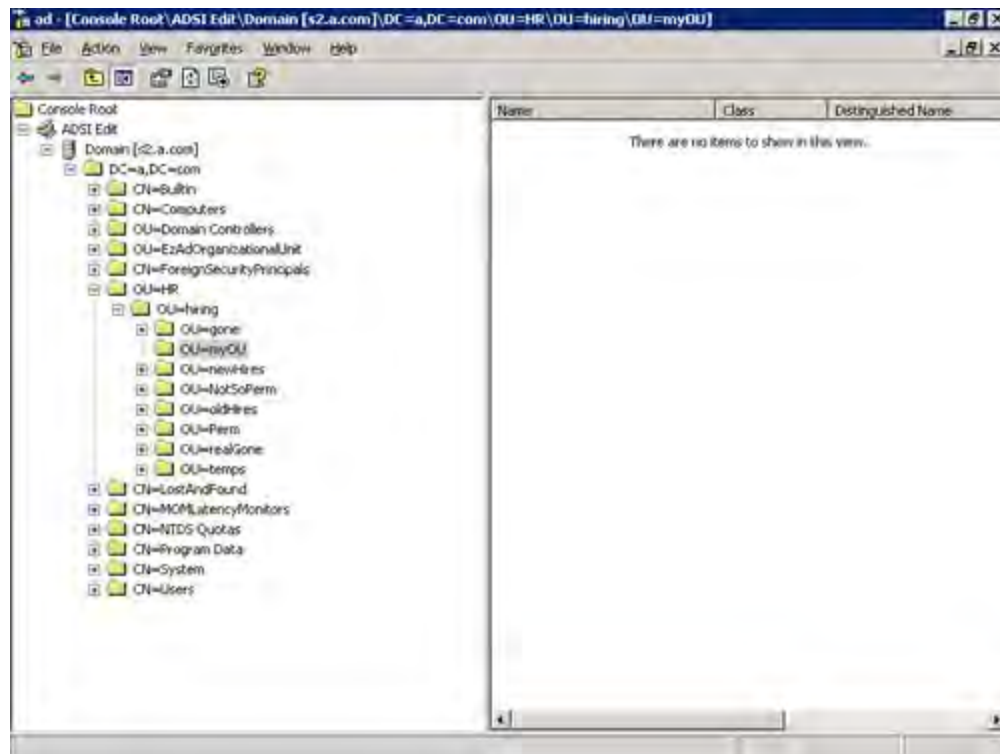 ad - [Console Root\ADSI Edit\Domain [s2.a.com]\DC=a,DC=com\OU=HR\OU=hiring\OU=myOU]
File Action View Favorites Window Help
Console Root
ADSI Edit
Domain [s2.a.com]
DC=a,DC=com
CN=Builtin
CN=Computers
OU=Domain Controllers
OU=EzAdOrganizationalUnit
CN=ForeignSecurityPrincipals
OU=HR
OU=hiring
OU=gone
OU=myOU
OU=newHires
OU=NotSoPerm
OU=oldHires
OU=Perm
OU=realGone
OU=temps
CN=LostAndFound
CN=MOMLatencyMonitors
CN=NTDS Quotas
CN=Program Data
CN=System
CN=Users
Name Class Distinguished Name
There are no items to show in this view.